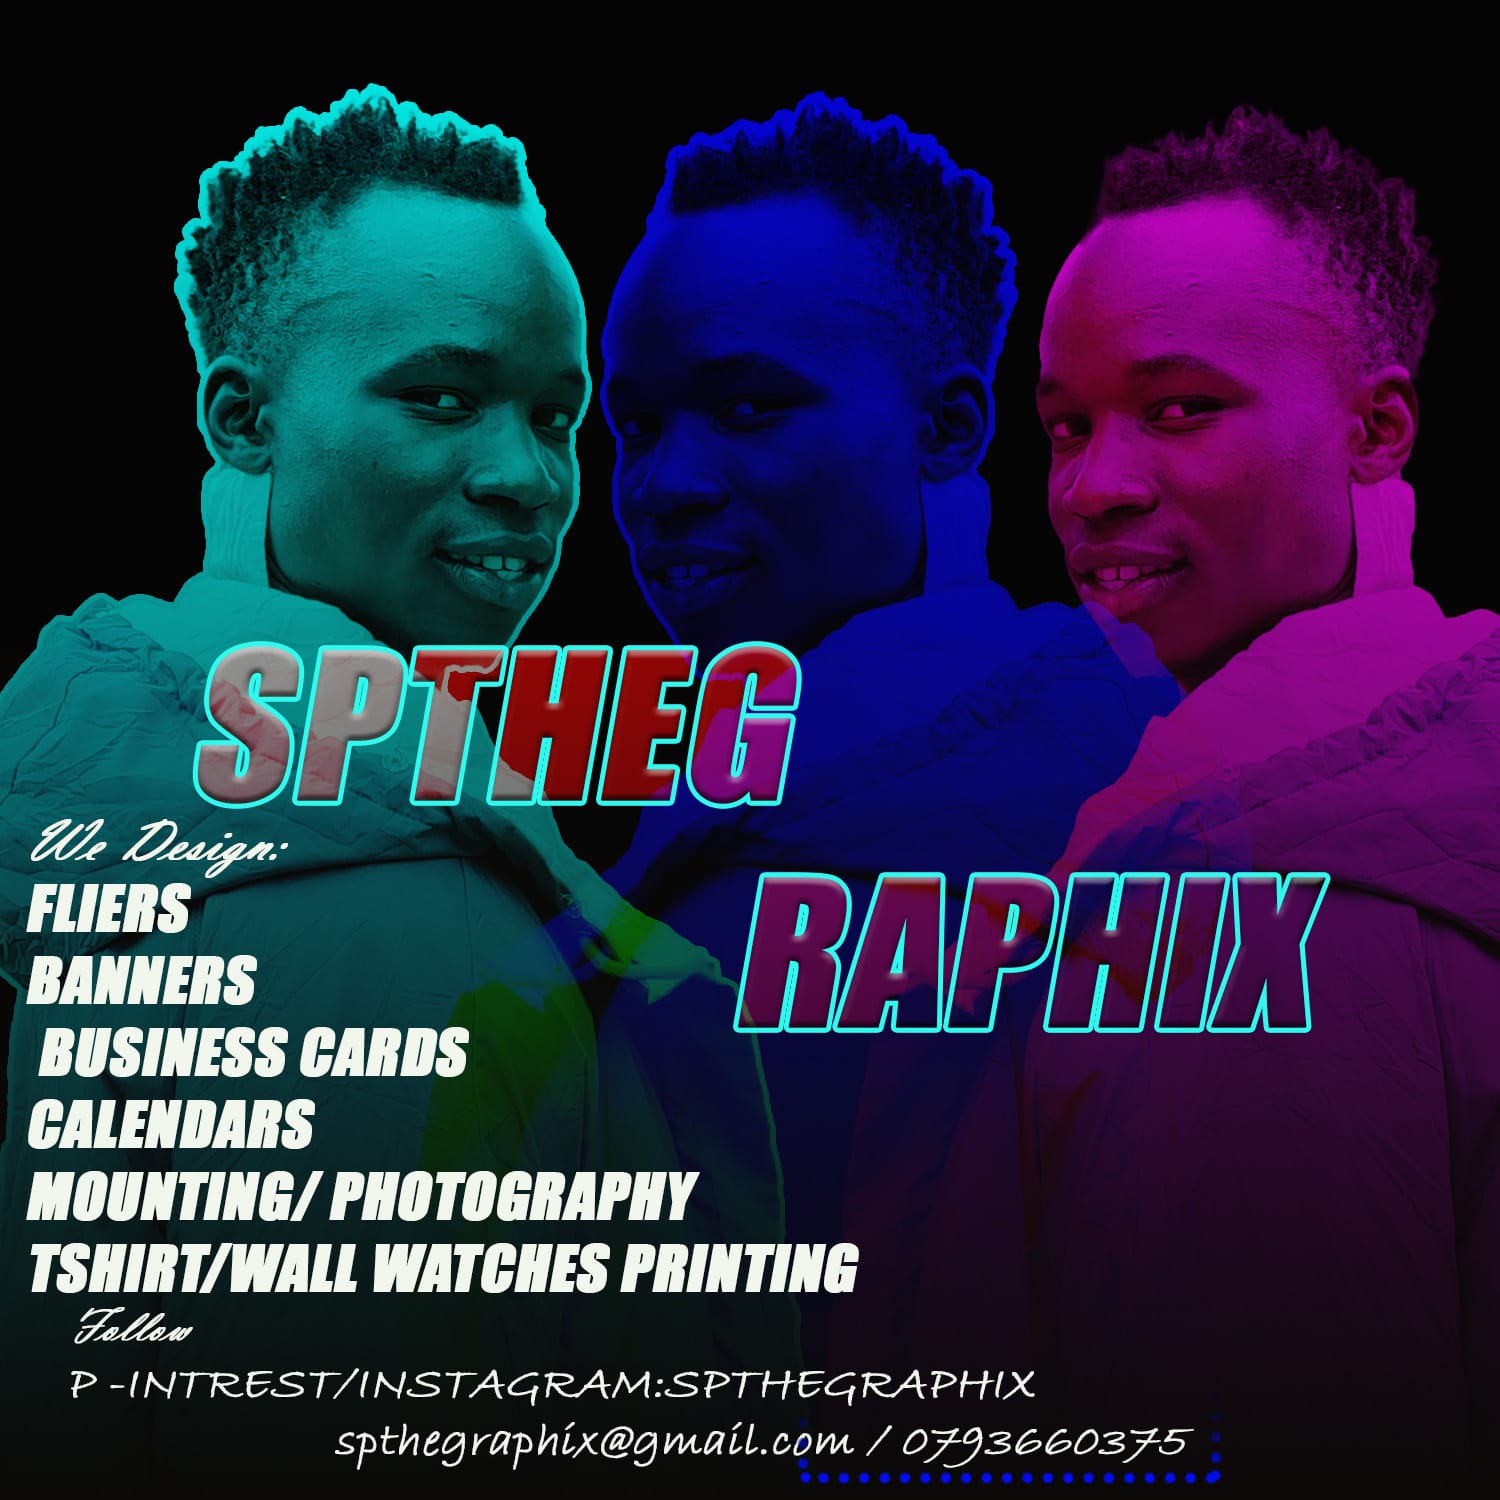 SPTHEG
RAPHIX
We Design:
FLIERS
BANNERS
BUSINESS CARDS
CALENDARS
MOUNTING/ PHOTOGRAPHY
TSHIRT/WALL WATCHES PRINTING
Follow
P -INTREST/INSTAGRAM:SPTHEGRAPHIX
spthegraphix@gmail.com / 0793660375